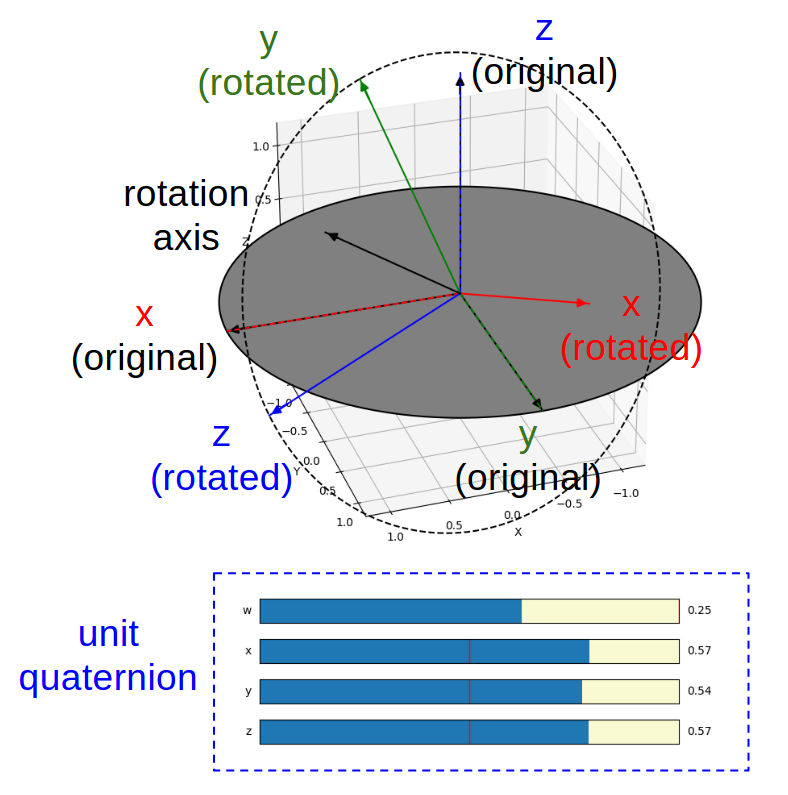 z
(original)
y
(rotated)
1.0
rotation
axis
0.5
Z
x
(original)
x
(rotated)
z
(rotated)
y
(original)
−1.0
−0.5
0.0
0.5
1.0
Y
1.0
0.5
0.0
−0.5
−1.0
X
unit
quaternion
w 0.25
x 0.57
y 0.54
z 0.57